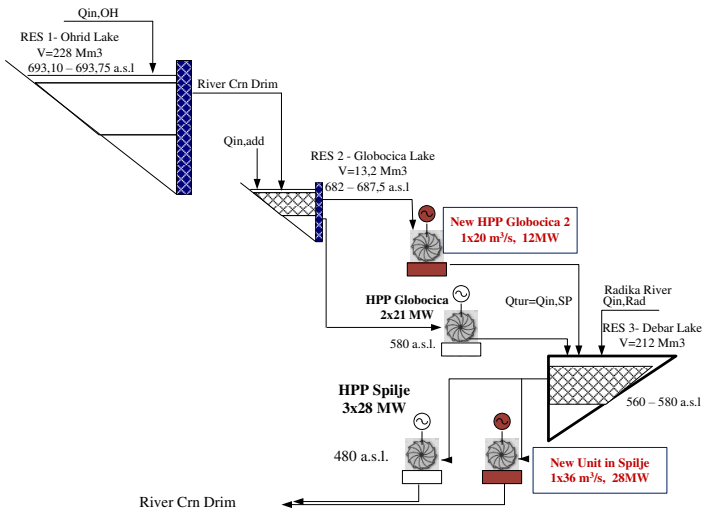 Qin,OH
RES 1- Ohrid Lake
V=228 Mm3
693,10 – 693,75 a.s.l
River Crn Drim
Qin,add
RES 2 - Globocica Lake
V=13,2 Mm3
682 – 687,5 a.s.l
New HPP Globocica 2
1x20 m³/s, 12MW
HPP Globocica
2x21 MW
580 a.s.l.
Qtur=Qin,SP
Radika River
Qin,Rad
RES 3- Debar Lake
V=212 Mm3
560 – 580 a.s.l
HPP Spilje
3x28 MW
480 a.s.l.
New Unit in Spilje
1x36 m³/s, 28MW
River Crn Drim